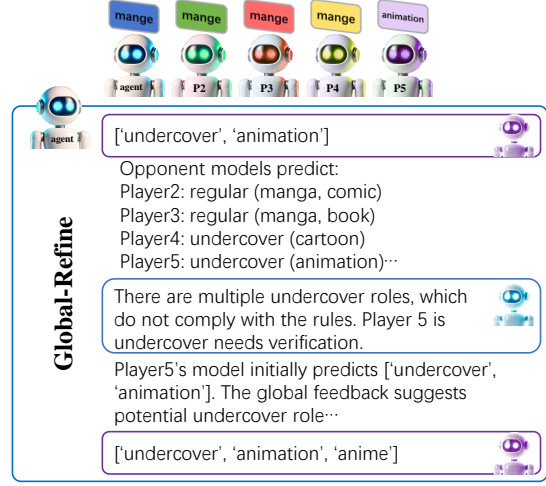 mange mange mange mange animation
agent P2 P3 P4 P5
agent
Global-Refine
['undercover', 'animation']
Opponent models predict:
Player2: regular (manga, comic)
Player3: regular (manga, book)
Player4: undercover (cartoon)
Player5: undercover (animation)···
There are multiple undercover roles, which
do not comply with the rules. Player 5 is
undercover needs verification.
Player5's model initially predicts ['undercover',
'animation']. The global feedback suggests
potential undercover role···
['undercover', 'animation', 'anime']